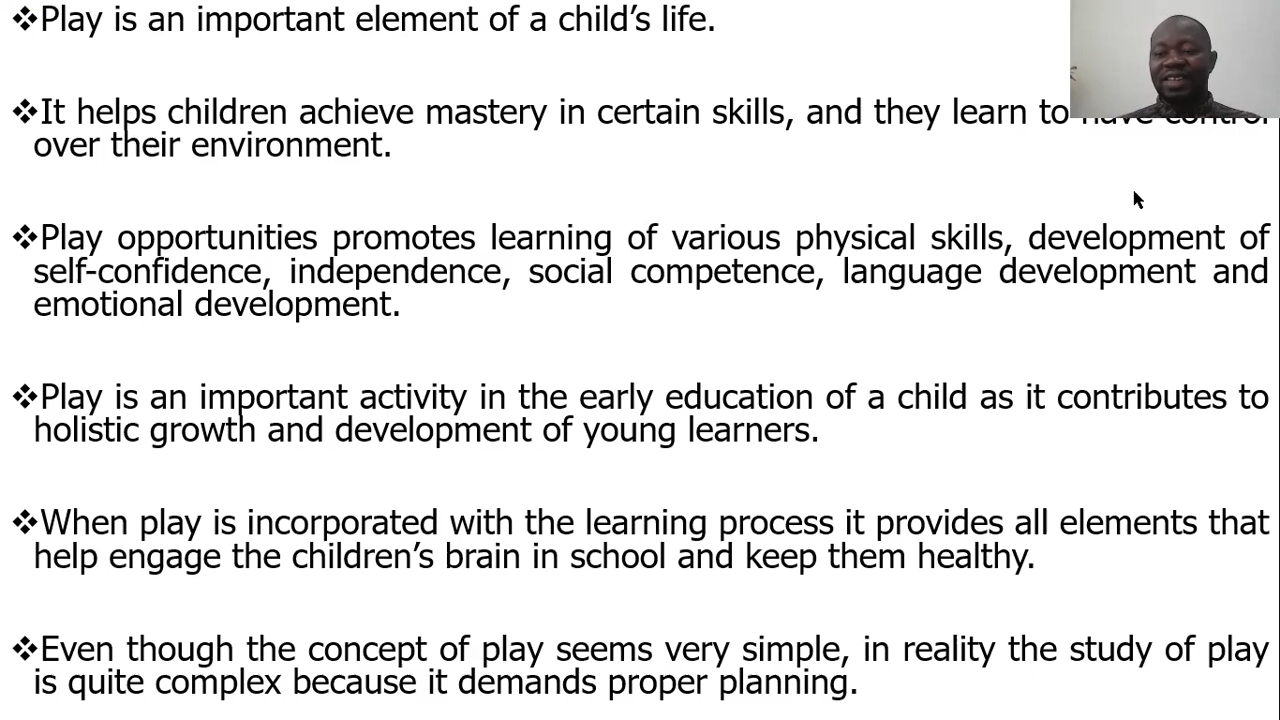 ❖Play is an important element of a child’s life.
❖It helps children achieve mastery in certain skills, and they learn to have control
over their environment.
❖Play opportunities promotes learning of various physical skills, development of
self-confidence, independence, social competence, language development and
emotional development.
❖Play is an important activity in the early education of a child as it contributes to
holistic growth and development of young learners.
❖When play is incorporated with the learning process it provides all elements that
help engage the children’s brain in school and keep them healthy.
❖Even though the concept of play seems very simple, in reality the study of play
is quite complex because it demands proper planning.